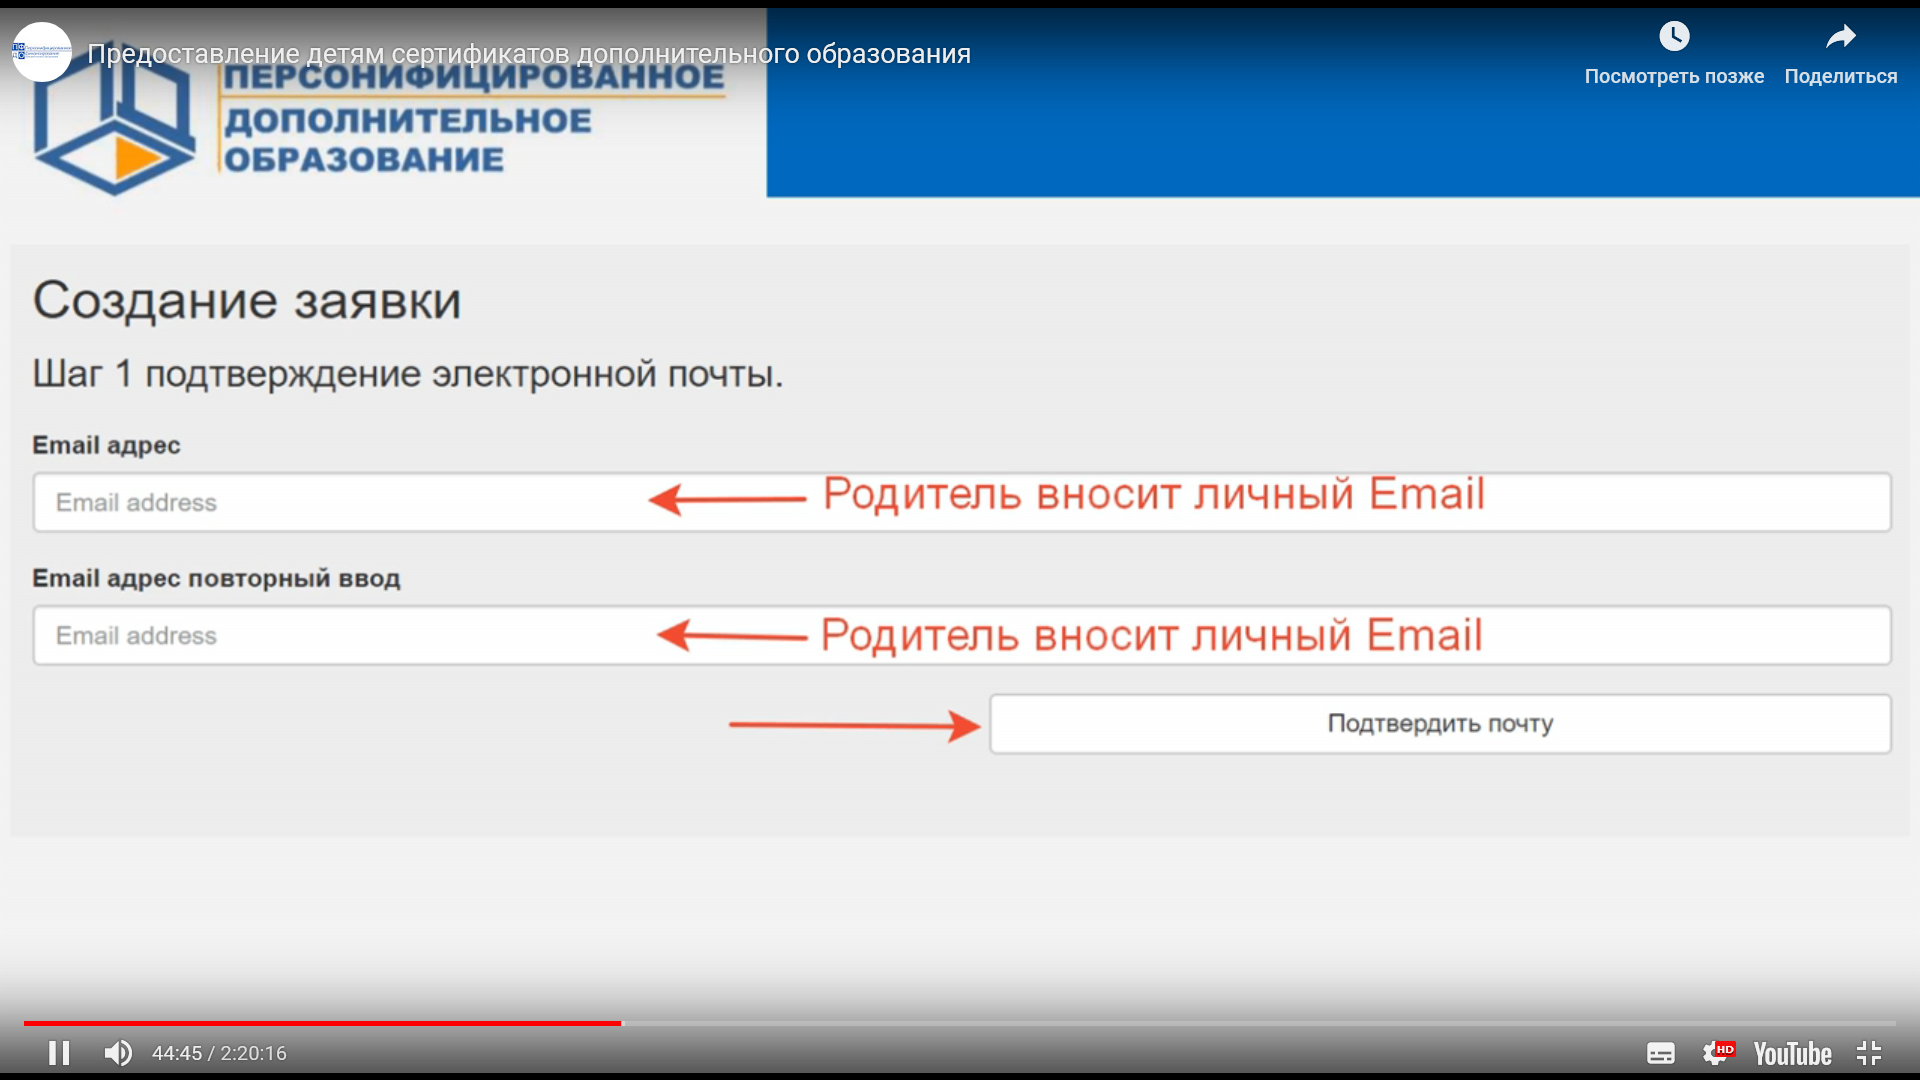 Предоставление детям сертификатов дополнительного образования
Посмотреть позже
Поделиться
ПЕРСОНИФИЦИРОВАННОЕ
ДОПОЛНИТЕЛЬНОЕ
ОБРАЗОВАНИЕ
Создание заявки
Шаг 1 подтверждение электронной почты.
Email адрес
Email address
Родитель вносит личный Email
Email адрес повторный ввод
Email address
Родитель вносит личный Email
Подтвердить почту
44:45 / 2:20:16
HD
YouTube